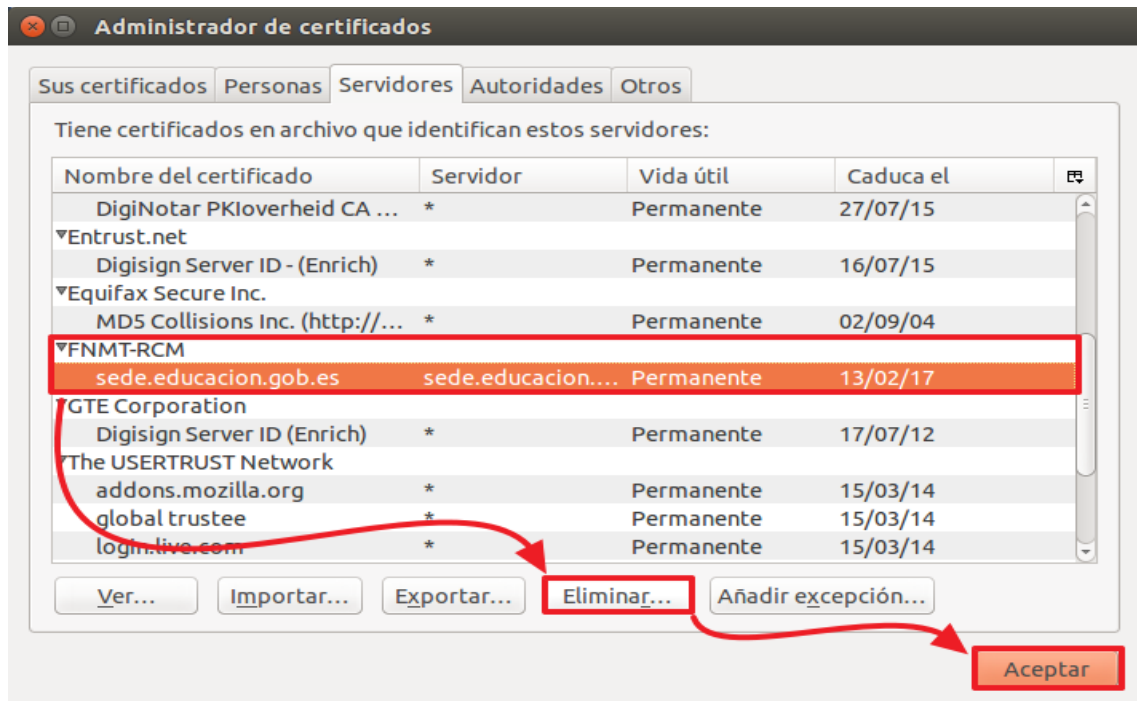 Administrador de certificados
Sus certificados Personas Servidores Autoridades Otros
Tiene certificados en archivo que identifican estos servidores:
Nombre del certificado Servidor Vida útil Caduca el
DigiNotar PKIoverheid CA ... * Permanente 27/07/15
Entrust.net
Digisign Server ID - (Enrich) * Permanente 16/07/15
Equifax Secure Inc.
MD5 Collisions Inc. (http://... * Permanente 02/09/04
FNMT-RCM
sede.educacion.gob.es sede.educacion.... Permanente 13/02/17
GTE Corporation
Digisign Server ID (Enrich) * Permanente 17/07/12
The USERTRUST Network
addons.mozilla.org * Permanente 15/03/14
global trustee * Permanente 15/03/14
login.live.com * Permanente 15/03/14
Ver... Importar... Exportar... Eliminar... Añadir excepción...
Aceptar